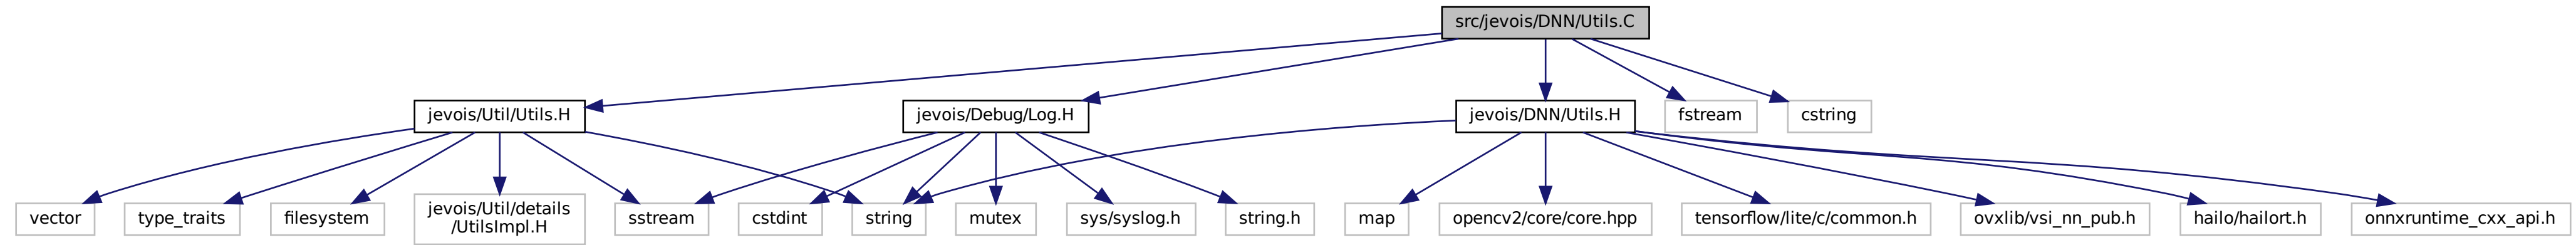 src/jevois/DNN/Utils.C
jevois/Util/Utils.H
jevois/Debug/Log.H
jevois/DNN/Utils.H
fstream
cstring
vector
type_traits
filesystem
jevois/Util/details
/UtilsImpl.H
sstream
cstdint
string
mutex
sys/syslog.h
string.h
map
opencv2/core/core.hpp
tensorflow/lite/c/common.h
ovxlib/vsi_nn_pub.h
hailo/hailort.h
onnxruntime_cxx_api.h